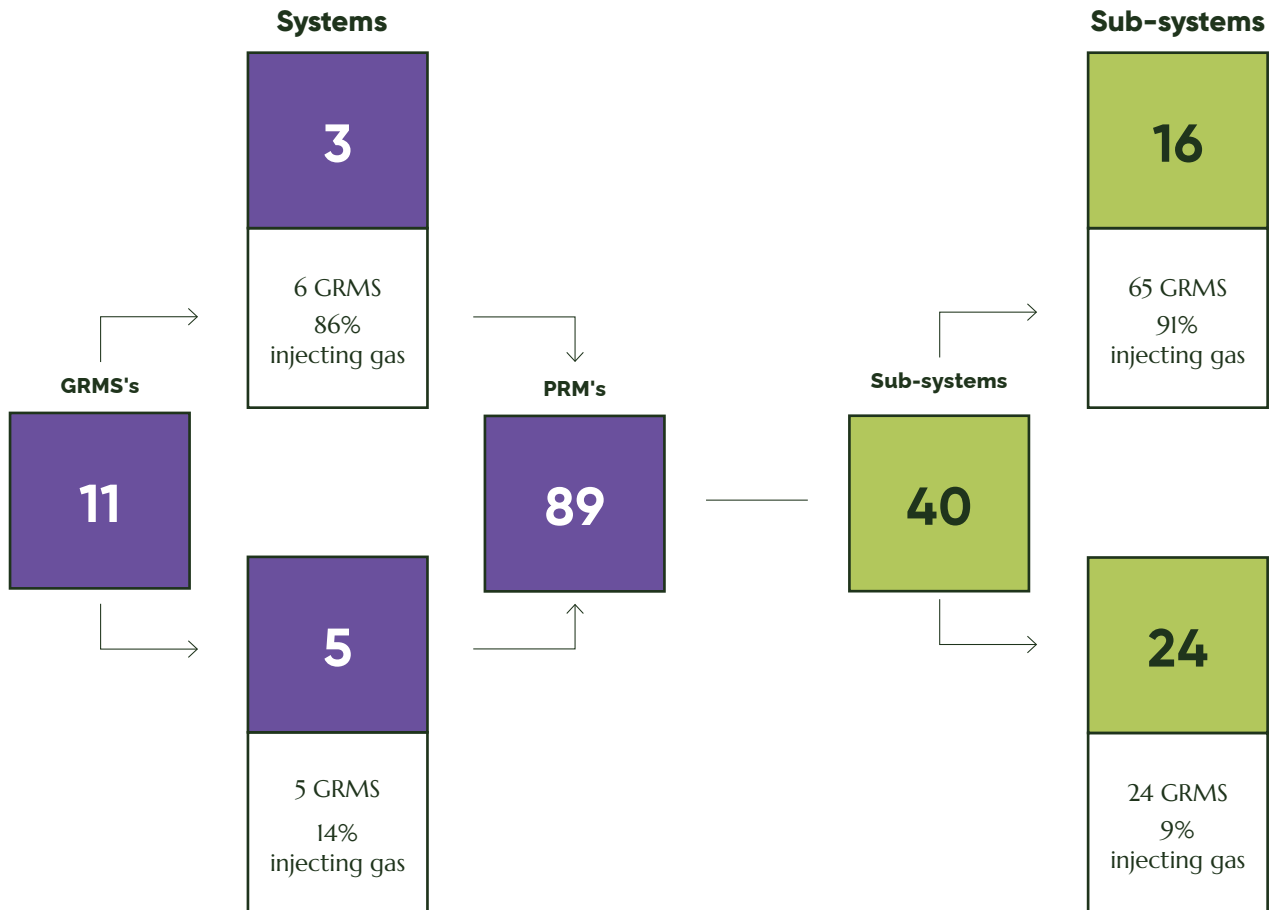 Systems
Sub-systems
3
16
6 GRMS
86%
injecting gas
65 GRMS
91%
injecting gas
GRMS's
PRM's
Sub-systems
11
89
40
5
24
5 GRMS
14%
injecting gas
24 GRMS
9%
injecting gas